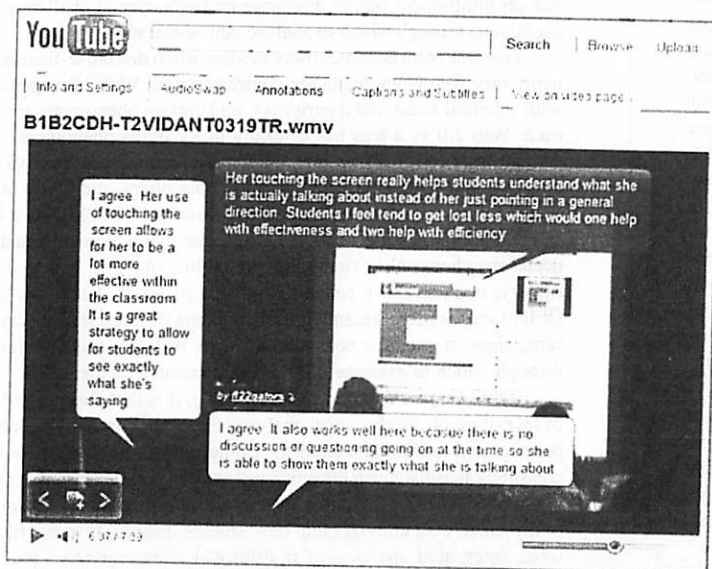 YouTube
Search | Browse Upload
Info and Settings | AudioSwap Annotations Captions and Subtitles | View on video page
B1B2CDH-T2VIDANT0319TR.wmv
Her touching the screen really helps students understand what she
is actually talking about instead of her just pointing in a general
direction. Students I feel tend to get lost less which would one help
with effectiveness and two help with efficiency
I agree. Her use
of touching the
screen allows
for her to be a
lot more
effective within
the classroom
It is a great
strategy to allow
for students to
see exactly
what she's
saying
by fl22gators
I agree. It also works well here becasue there is no
discussion or questioning going on at the time so she
is able to show them exactly what she is talking about
6:37 / 7:39